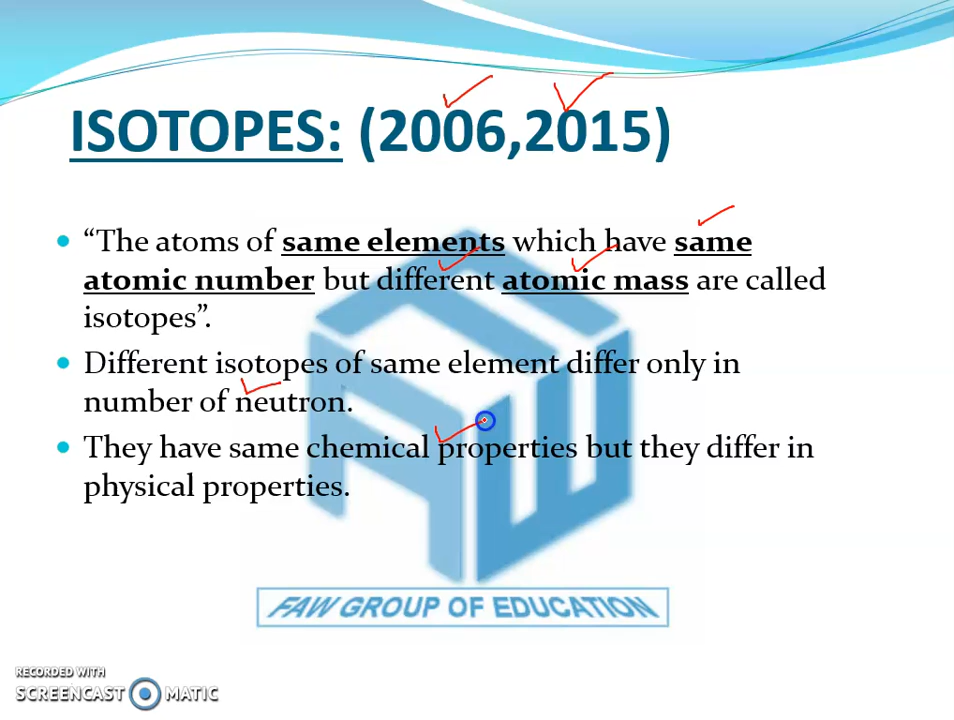 ISOTOPES: (2006,2015)
“The atoms of same elements which have same
atomic number but different atomic mass are called
isotopes”.
Different isotopes of same element differ only in
number of neutron.
They have same chemical properties but they differ in
physical properties.
FAW GROUP OF EDUCATION
RECORDED WITH
SCREENCAST MATIC